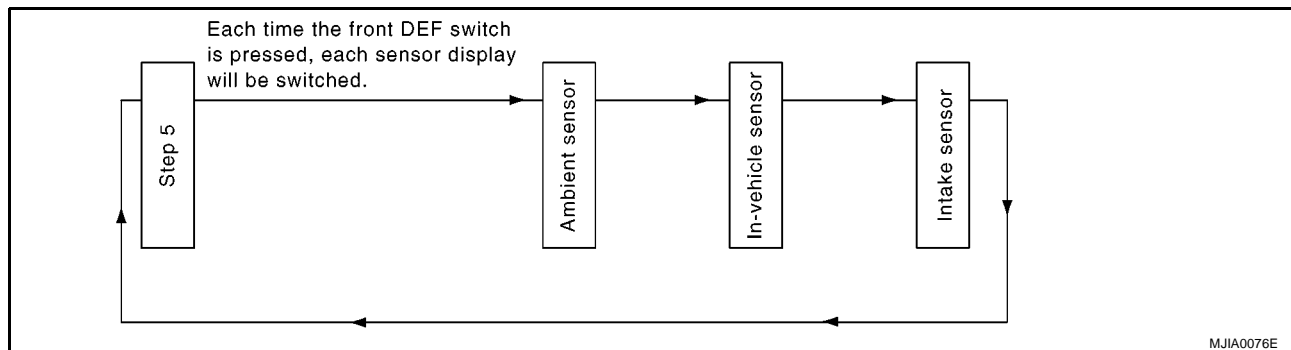 Each time the front DEF switch
is pressed, each sensor display
will be switched.
Step 5
Ambient sensor
In-vehicle sensor
Intake sensor
MJIA0076E